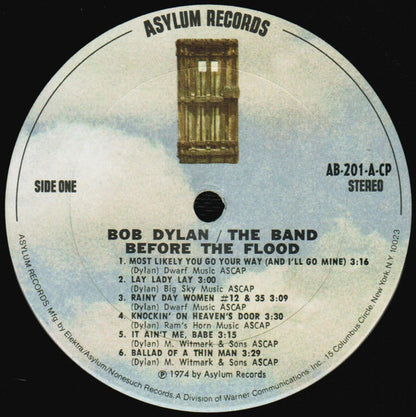 ASYLUM RECORDS
SIDE ONE
AB-201-A-CP
STEREO
BOB DYLAN / THE BAND
BEFORE THE FLOOD
1. MOST LIKELY YOU GO YOUR WAY (AND I'LL GO MINE) 3:16
(Dylan) Dwarf Music ASCAP
2. LAY LADY LAY 3:00
(Dylan) Big Sky Music ASCAP
3. RAINY DAY WOMEN #12 & 35 3:09
(Dylan) Dwarf Music ASCAP
4. KNOCKIN' ON HEAVEN'S DOOR 3:30
(Dylan) Ram's Horn Music ASCAP
5. IT AIN'T ME, BABE 3:15
(Dylan) M. Witmark & Sons ASCAP
6. BALLAD OF A THIN MAN 3:29
(Dylan) M. Witmark & Sons ASCAP
℗ 1974 by Asylum Records
ASYLUM RECORDS Mfg by Elektra/Asylum/Nonesuch Records. A Division of Warner Communications Inc. 15 Columbus Circle, New York, N.Y. 10023